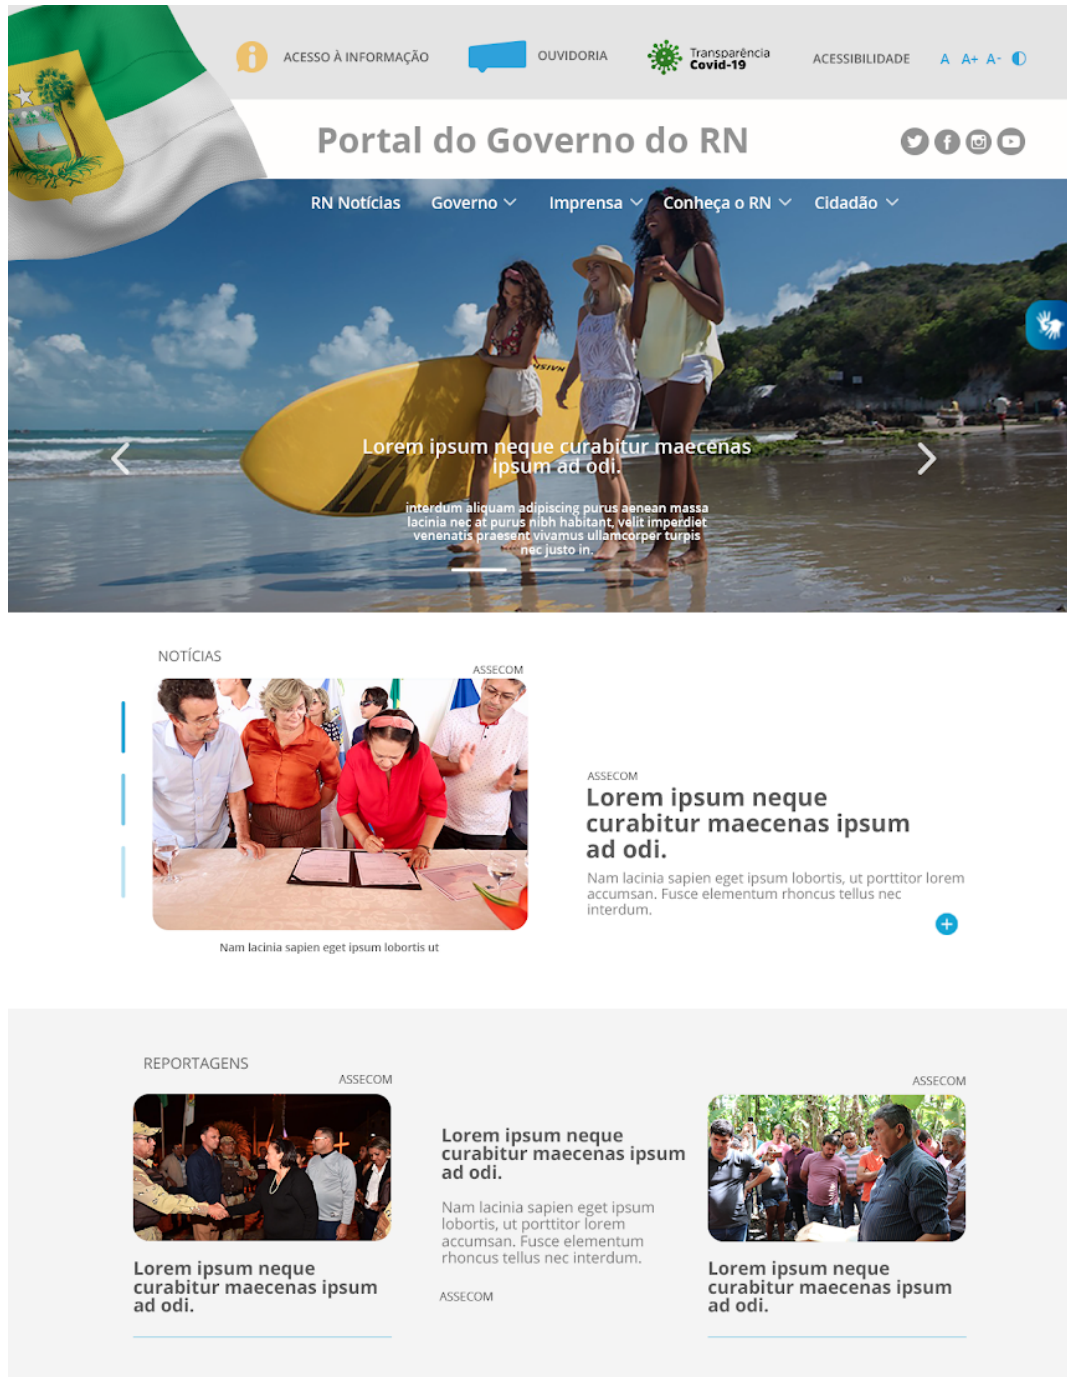 ACESSO À INFORMAÇÃO
OUVIDORIA
Transparência
Covid-19
ACESSIBILIDADE
A A+ A-
Portal do Governo do RN
RN Notícias Governo Imprensa Conheça o RN Cidadão
Lorem ipsum neque curabitur maecenas
ipsum ad odi.
interdum aliquam adipiscing purus aenean massa
lacinia nec at purus nibh habitant, velit imperdiet
venenatis praesent vivamus ullamcorper turpis
nec justo in.
NOTÍCIAS
ASSECOM
Nam lacinia sapien eget ipsum lobortis ut
ASSECOM
Lorem ipsum neque
curabitur maecenas ipsum
ad odi.
Nam lacinia sapien eget ipsum lobortis, ut porttitor lorem
accumsan. Fusce elementum rhoncus tellus nec
interdum.
REPORTAGENS
ASSECOM
Lorem ipsum neque
curabitur maecenas ipsum
ad odi.
Lorem ipsum neque
curabitur maecenas ipsum
ad odi.
Nam lacinia sapien eget ipsum
lobortis, ut porttitor lorem
accumsan. Fusce elementum
rhoncus tellus nec interdum.
ASSECOM
ASSECOM
Lorem ipsum neque
curabitur maecenas ipsum
ad odi.